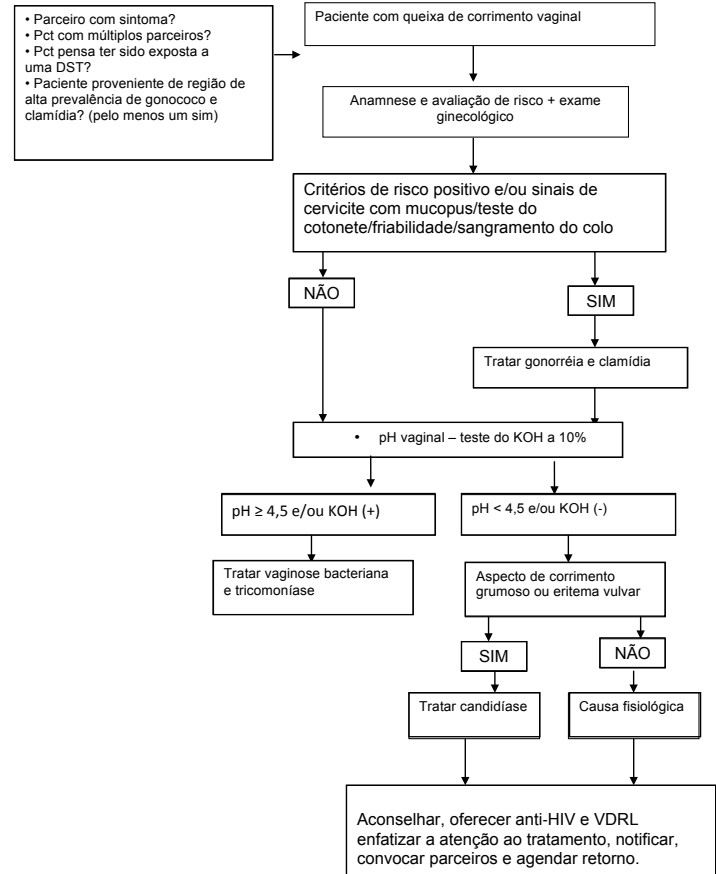 • Parceiro com sintoma?
• Pct com múltiplos parceiros?
• Pct pensa ter sido exposta a
uma DST?
• Paciente proveniente de região de
alta prevalência de gonococo e
clamídia? (pelo menos um sim)
Paciente com queixa de corrimento vaginal
Anamnese e avaliação de risco + exame
ginecológico
Critérios de risco positivo e/ou sinais de
cervicite com mucopus/teste do
cotonete/friabilidade/sangramento do colo
NÃO
SIM
Tratar gonorréia e clamídia
• pH vaginal – teste do KOH a 10%
pH ≥ 4,5 e/ou KOH (+)
pH < 4,5 e/ou KOH (-)
Tratar vaginose bacteriana
e tricomoníase
Aspecto de corrimento
grumoso ou eritema vulvar
SIM
NÃO
Tratar candidíase
Causa fisiológica
Aconselhar, oferecer anti-HIV e VDRL
enfatizar a atenção ao tratamento, notificar,
convocar parceiros e agendar retorno.